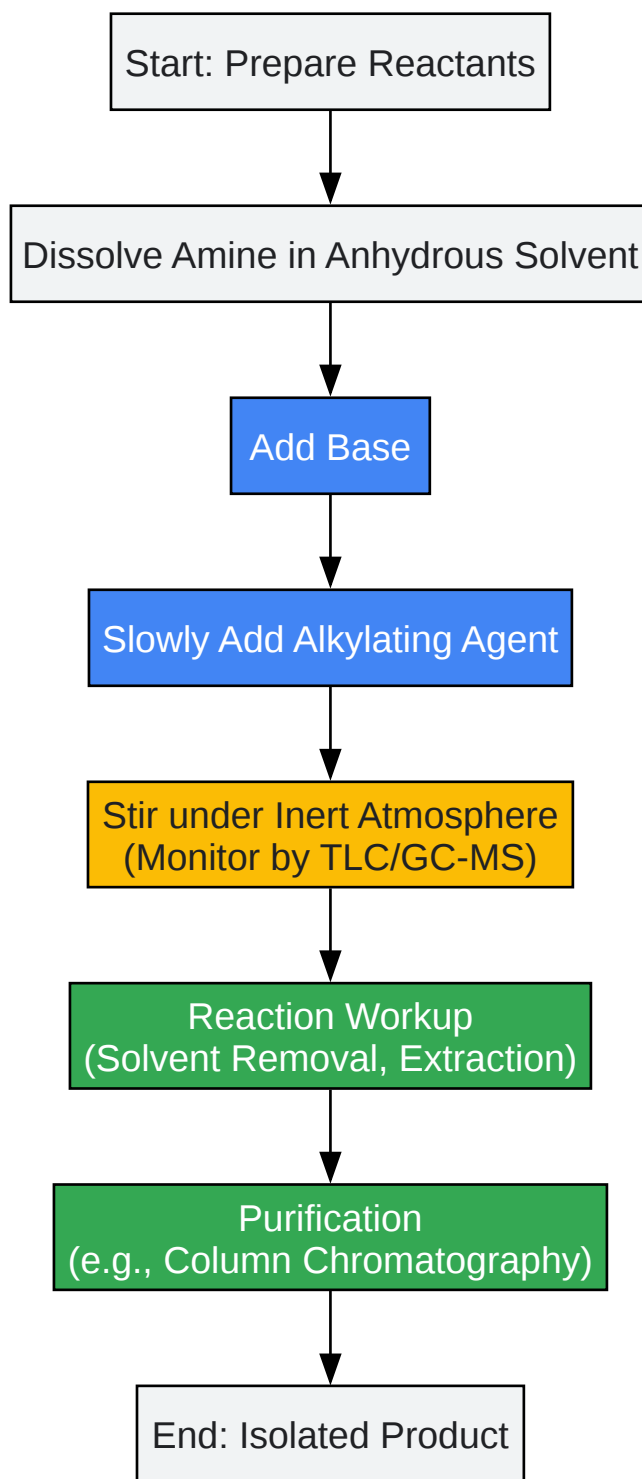 Start: Prepare Reactants
Dissolve Amine in Anhydrous Solvent
Add Base
Slowly Add Alkylating Agent
Stir under Inert Atmosphere
(Monitor by TLC/GC-MS)
Reaction Workup
(Solvent Removal, Extraction)
Purification
(e.g., Column Chromatography)
End: Isolated Product